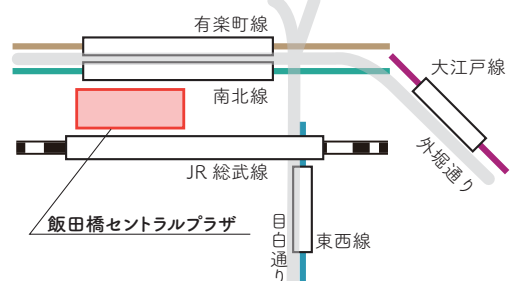 有楽町線
大江戸線
南北線
外堀通り
JR 総武線
飯田橋セントラルプラザ
目白通り
東西線